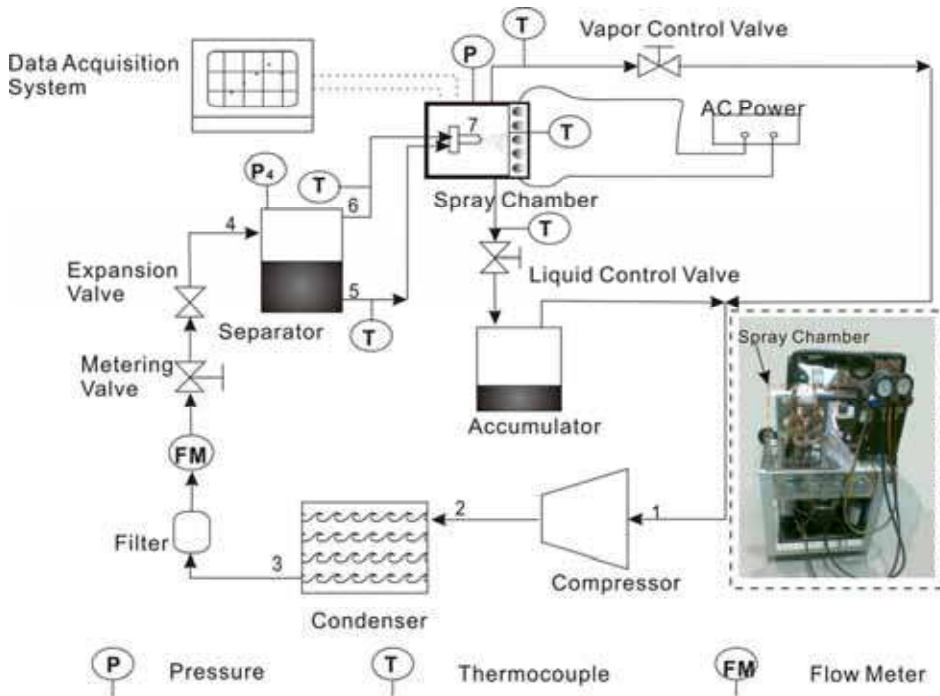 T
Vapor Control Valve
P
Data Acquisition
System
AC Power
7
T
P4
T
Spray Chamber
6
4
T
Expansion
Valve
Liquid Control Valve
5
Separator
T
Spray Chamber
Metering
Valve
Accumulator
FM
2
1
Filter
3
Compressor
Condenser
P Pressure
T Thermocouple
FM Flow Meter